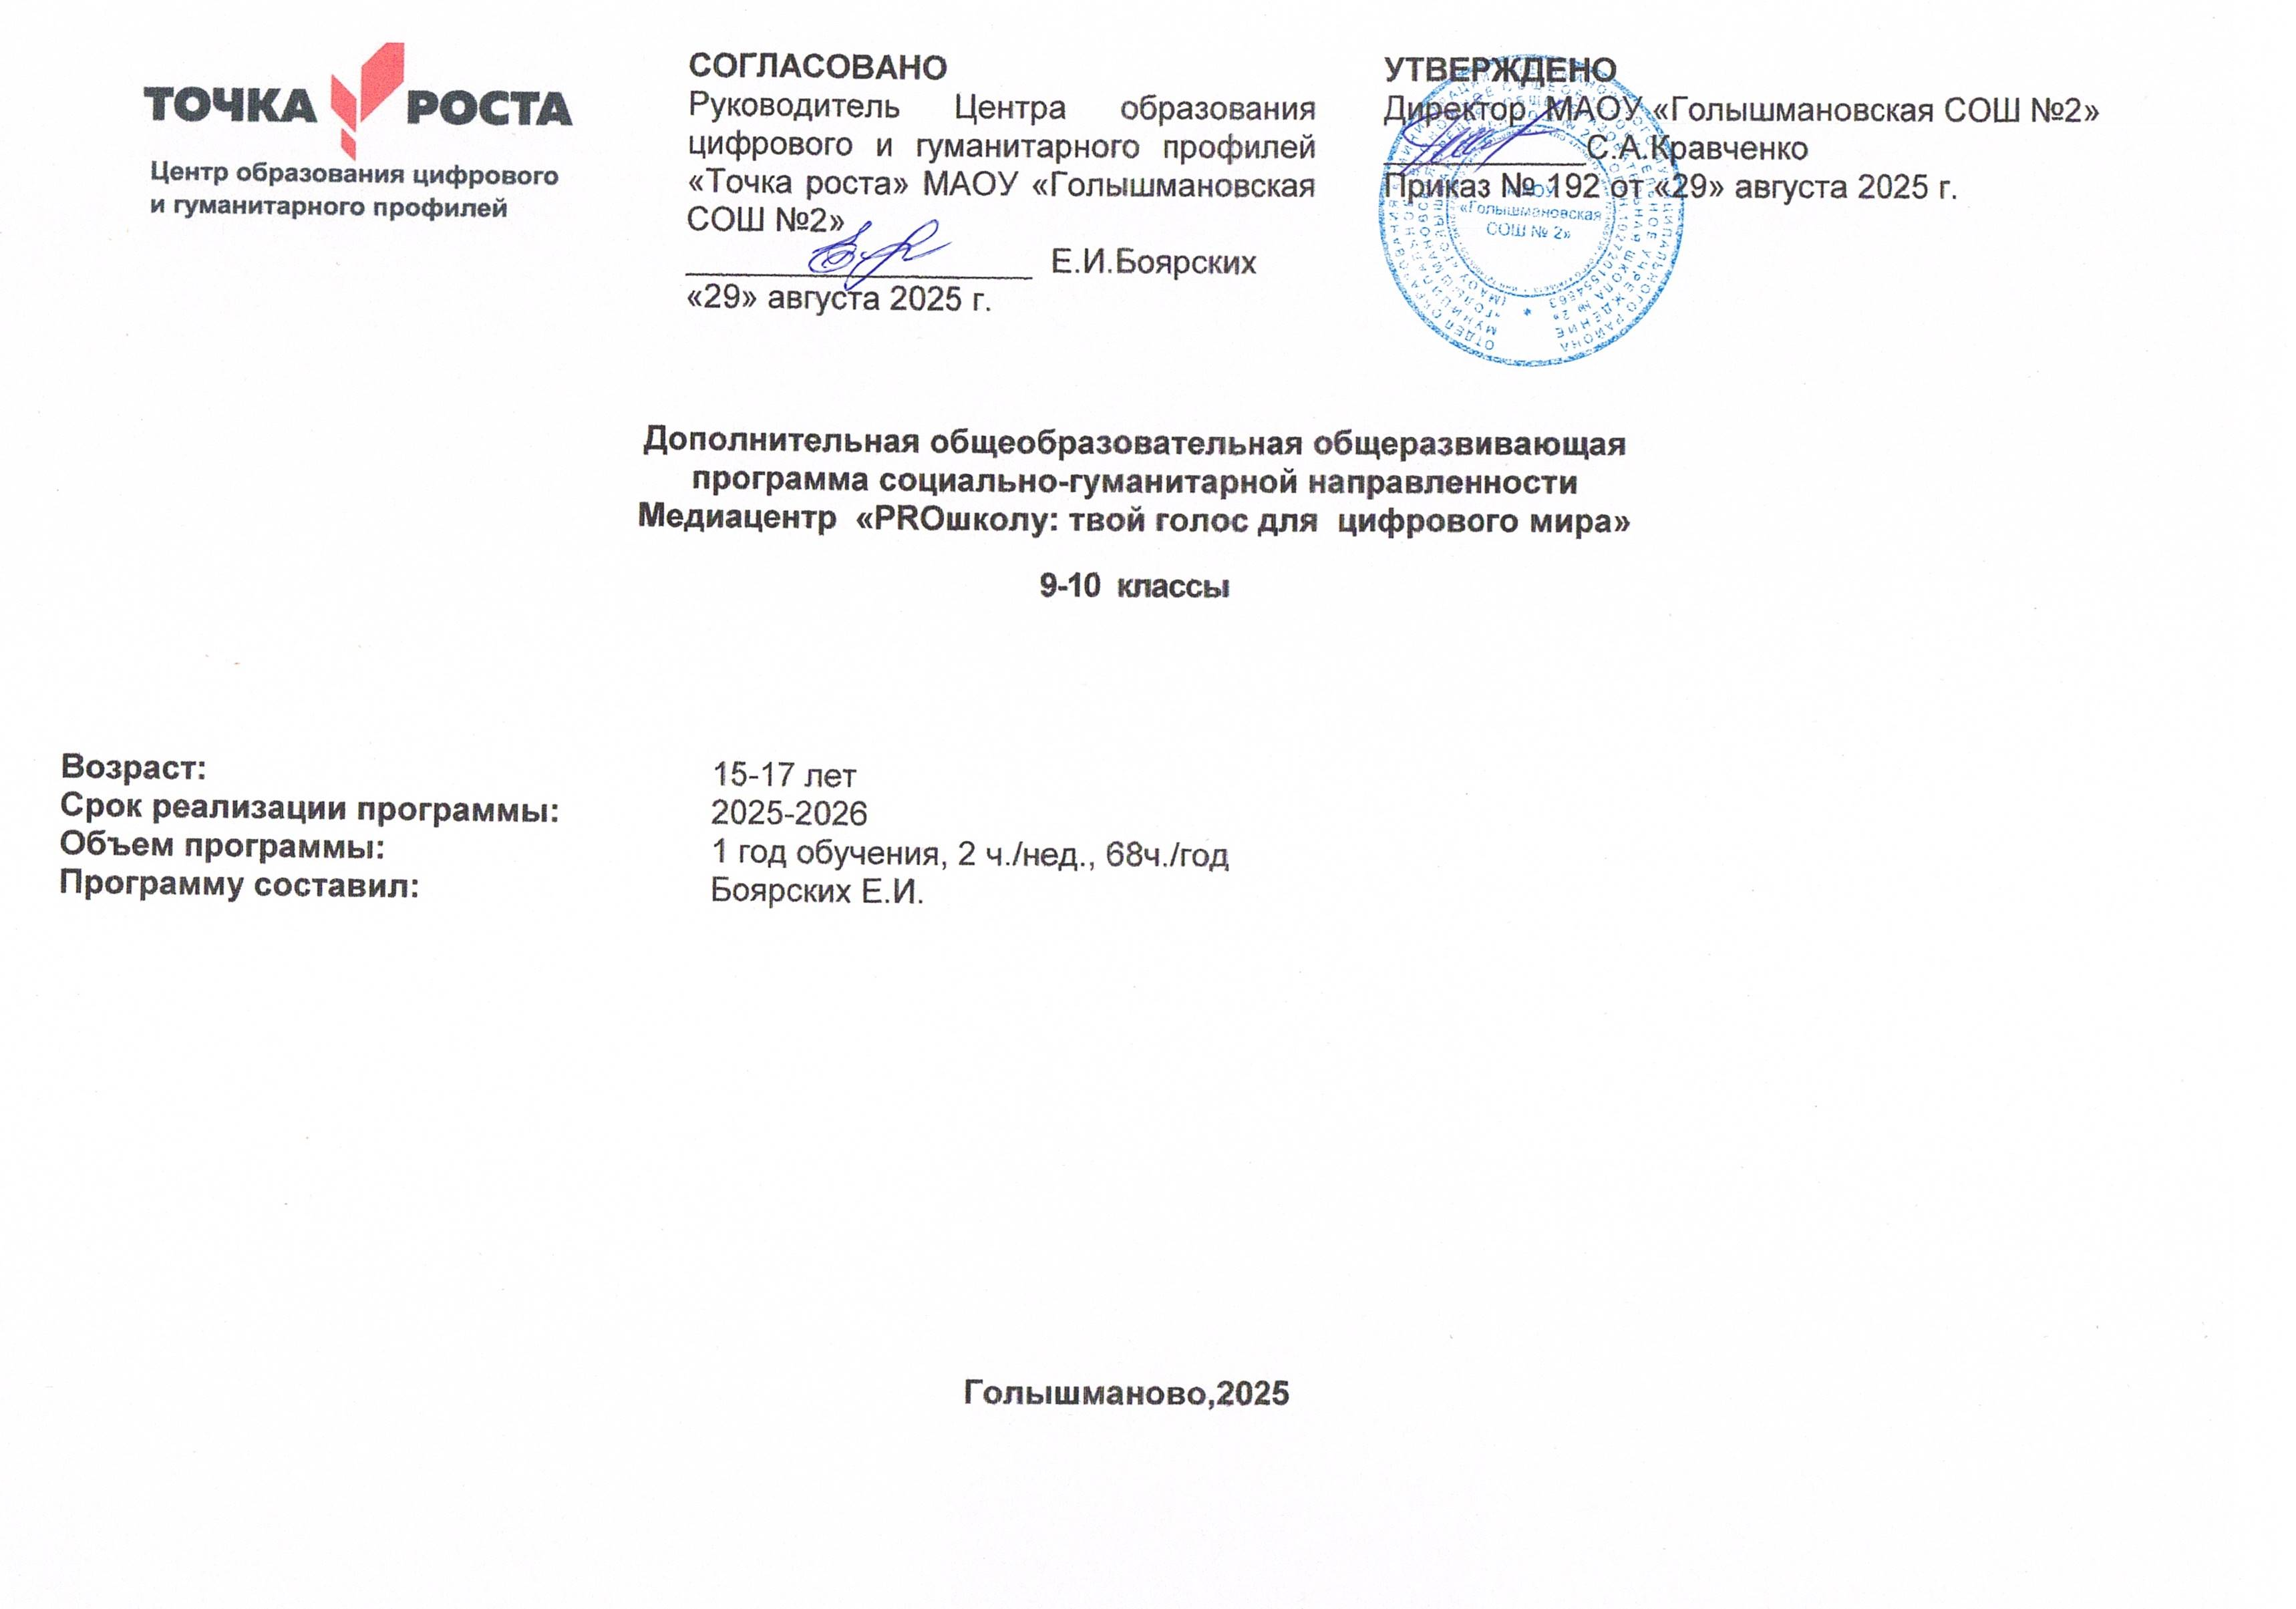 ТОЧКА РОСТА
Центр образования цифрового
и гуманитарного профилей
СОГЛАСОВАНО
Руководитель Центра образования
цифрового и гуманитарного профилей
«Точка роста» МАОУ «Голышмановская
СОШ №2»
Е.И.Боярских
«29» августа 2025 г.
УТВЕРЖДЕНО
Директор МАОУ «Голышмановская СОШ №2»
С.А.Кравченко
Приказ № 192 от «29» августа 2025 г.
«Голышмановская
СОШ № 2»
Дополнительная общеобразовательная общеразвивающая
программа социально-гуманитарной направленности
Медиацентр «PROшколу: твой голос для цифрового мира»
9-10 классы
Возраст: 15-17 лет
Срок реализации программы: 2025-2026
Объем программы: 1 год обучения, 2 ч./нед., 68ч./год
Программу составил: Боярских Е.И.
Голышманово,2025